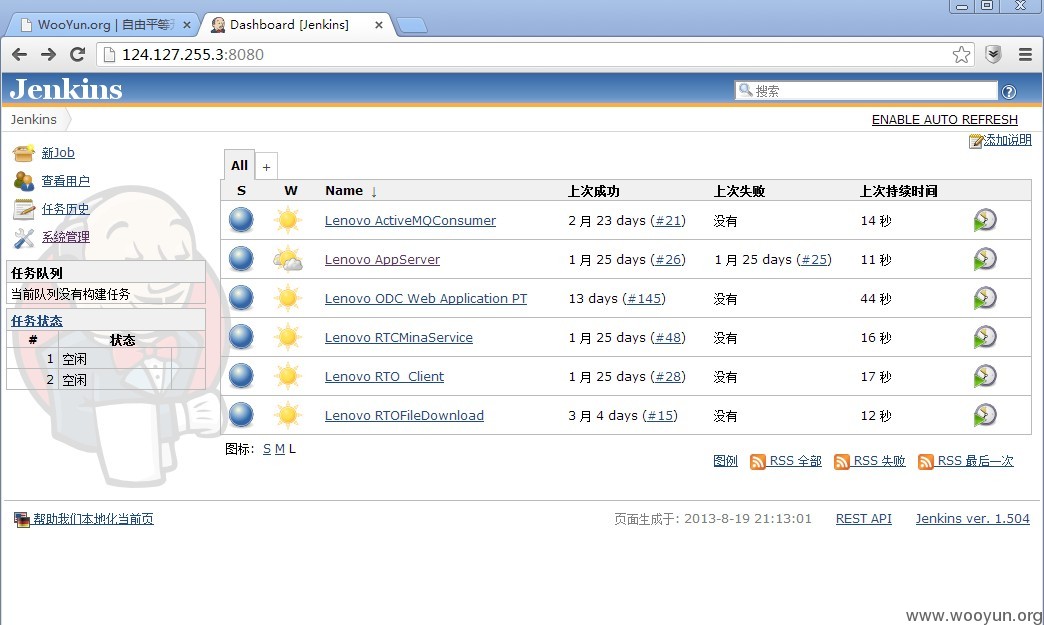 WooYun.org | 自由平等
Dashboard [Jenkins]
124.127.255.3:8080
Jenkins
搜索
Jenkins
ENABLE AUTO REFRESH
添加说明
新Job
查看用户
任务历史
系统管理
任务队列
当前队列没有构建任务
任务状态
# 状态
1 空闲
2 空闲
All +
S W Name ↓ 上次成功 上次失败 上次持续时间
Lenovo ActiveMQConsumer 2 月 23 days (#21) 没有 14 秒
Lenovo AppServer 1 月 25 days (#26) 1 月 25 days (#25) 11 秒
Lenovo ODC Web Application PT 13 days (#145) 没有 44 秒
Lenovo RTCMinaService 1 月 25 days (#48) 没有 16 秒
Lenovo RTO_Client 1 月 25 days (#28) 没有 17 秒
Lenovo RTOFileDownload 3 月 4 days (#15) 没有 12 秒
图标: S M L
图例 RSS 全部 RSS 失败 RSS 最后一次
帮助我们本地化当前页
页面生成于: 2013-8-19 21:13:01 REST API Jenkins ver. 1.504
www.wooyun.org